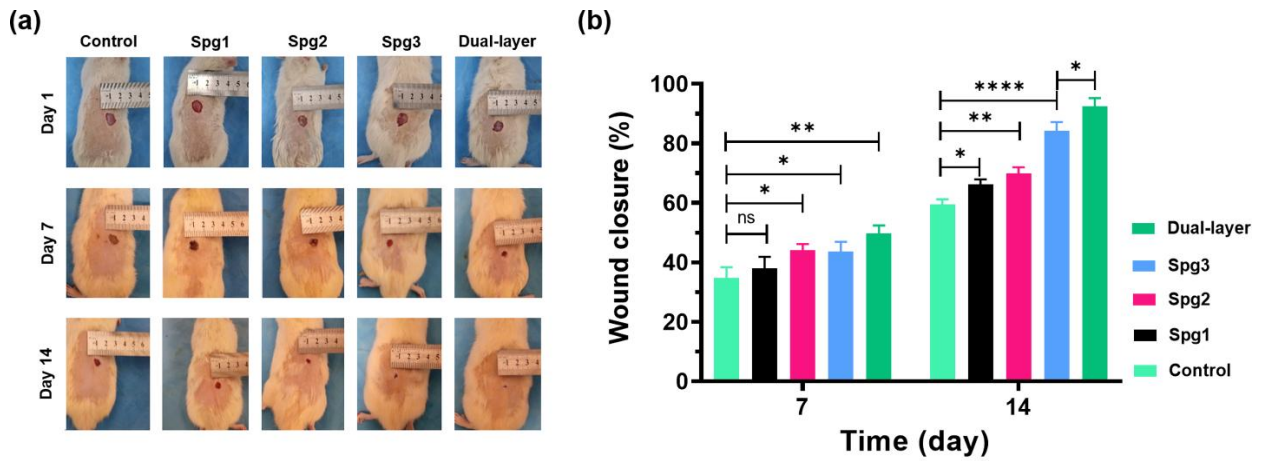 (a)
Control Spg1 Spg2 Spg3 Dual-layer
Day 1
Day 7
Day 14
(b)
Wound closure (%)
100
80
60
40
20
0
ns
*
*
**
*
**
****
*
7 14
Time (day)
Dual-layer
Spg3
Spg2
Spg1
Control